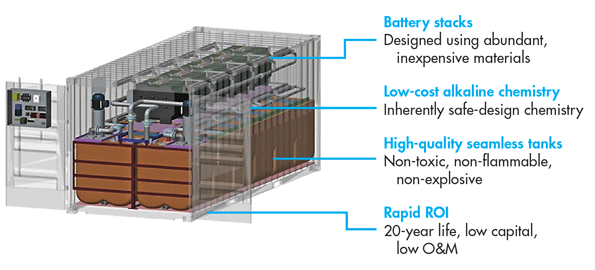 Battery stacks
Designed using abundant,
inexpensive materials
Low-cost alkaline chemistry
Inherently safe-design chemistry
High-quality seamless tanks
Non-toxic, non-flammable,
non-explosive
Rapid ROI
20-year life, low capital,
low O&M